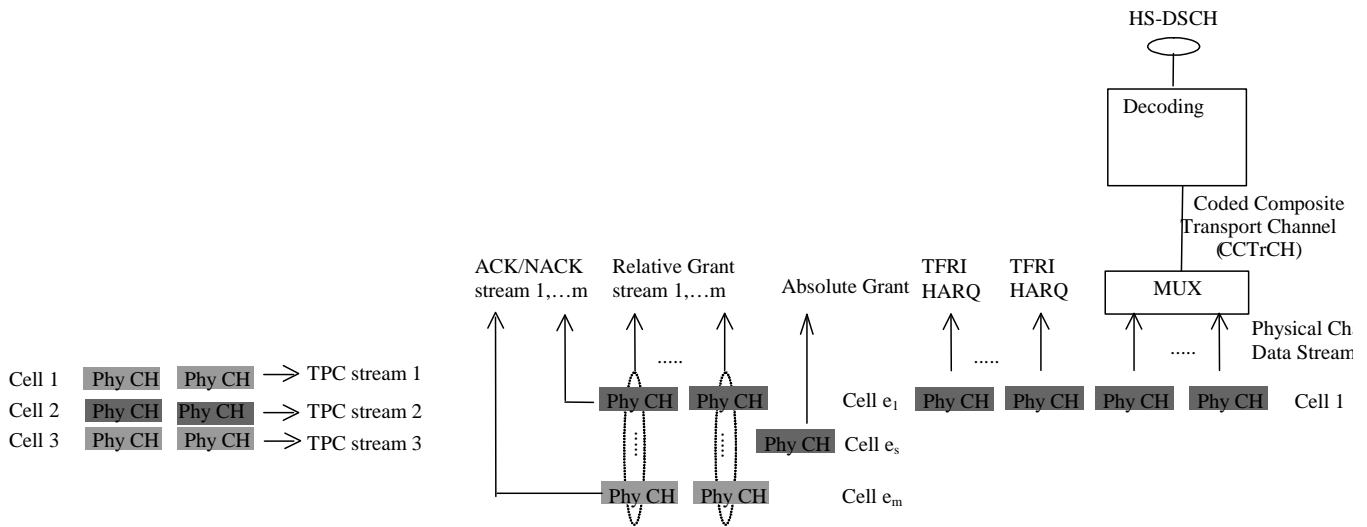 HS-DSCH
Decoding
Coded Composite
Transport Channel
(CCTrCH)
ACK/NACK
stream 1,…m
Relative Grant
stream 1,…m
Absolute Grant
TFRI
HARQ
TFRI
HARQ
MUX
Physical Cha
Data Stream
.....
.....
.....
Cell 1 Phy CH Phy CH TPC stream 1
Cell 2 Phy CH Phy CH TPC stream 2
Cell 3 Phy CH Phy CH TPC stream 3
Phy CH Phy CH Cell e1 Phy CH Phy CH Phy CH Phy CH Cell 1
Phy CH Cell es
Phy CH Phy CH Cell em